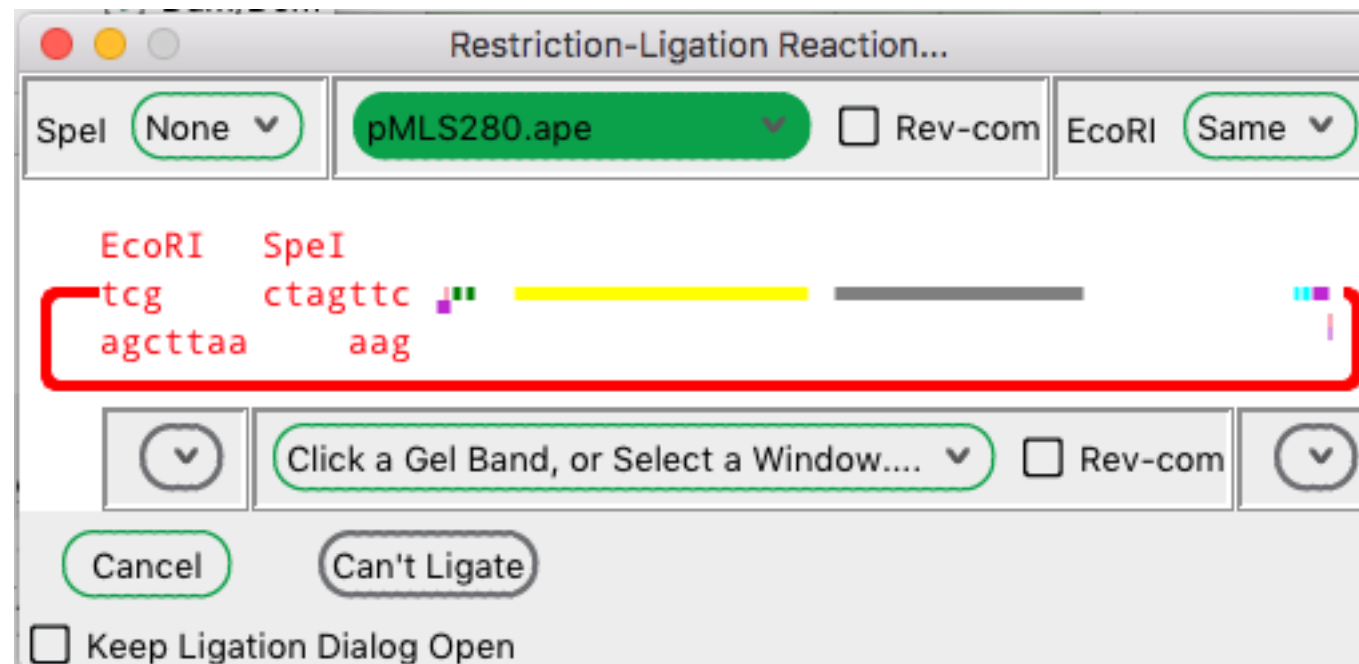 Restriction-Ligation Reaction...
SpeI None pMLS280.ape Rev-com EcoRI Same
EcoRI SpeI
tcg ctagttc
agcttaa aag
Click a Gel Band, or Select a Window.... Rev-com
Cancel Can't Ligate
Keep Ligation Dialog Open